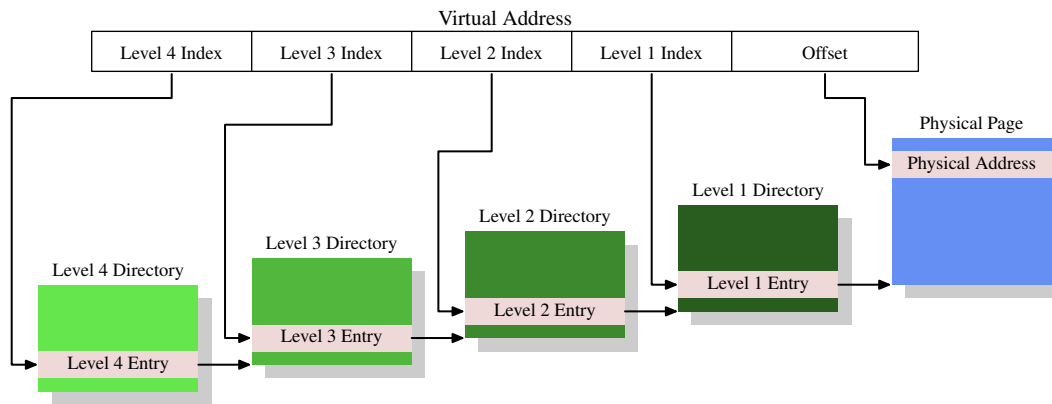 Virtual Address
Level 4 Index
Level 3 Index
Level 2 Index
Level 1 Index
Offset
Physical Page
Physical Address
Level 1 Directory
Level 1 Entry
Level 2 Directory
Level 2 Entry
Level 3 Directory
Level 3 Entry
Level 4 Directory
Level 4 Entry